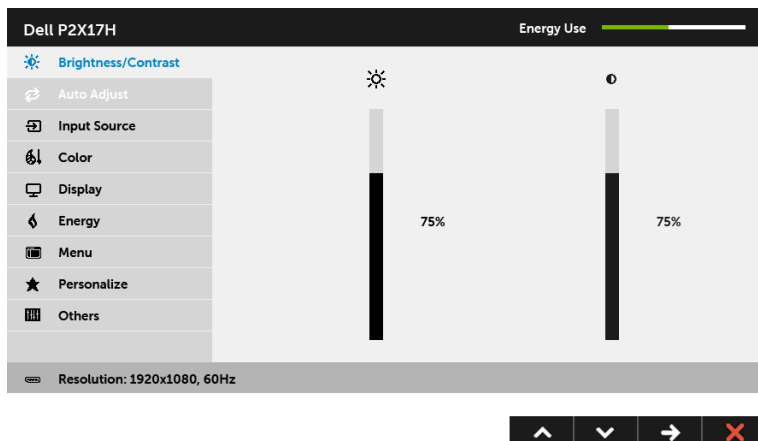 Dell P2X17H
Energy Use
Brightness/Contrast
Auto Adjust
Input Source
Color
Display
Energy
75%
75%
Menu
Personalize
Others
Resolution: 1920x1080, 60Hz